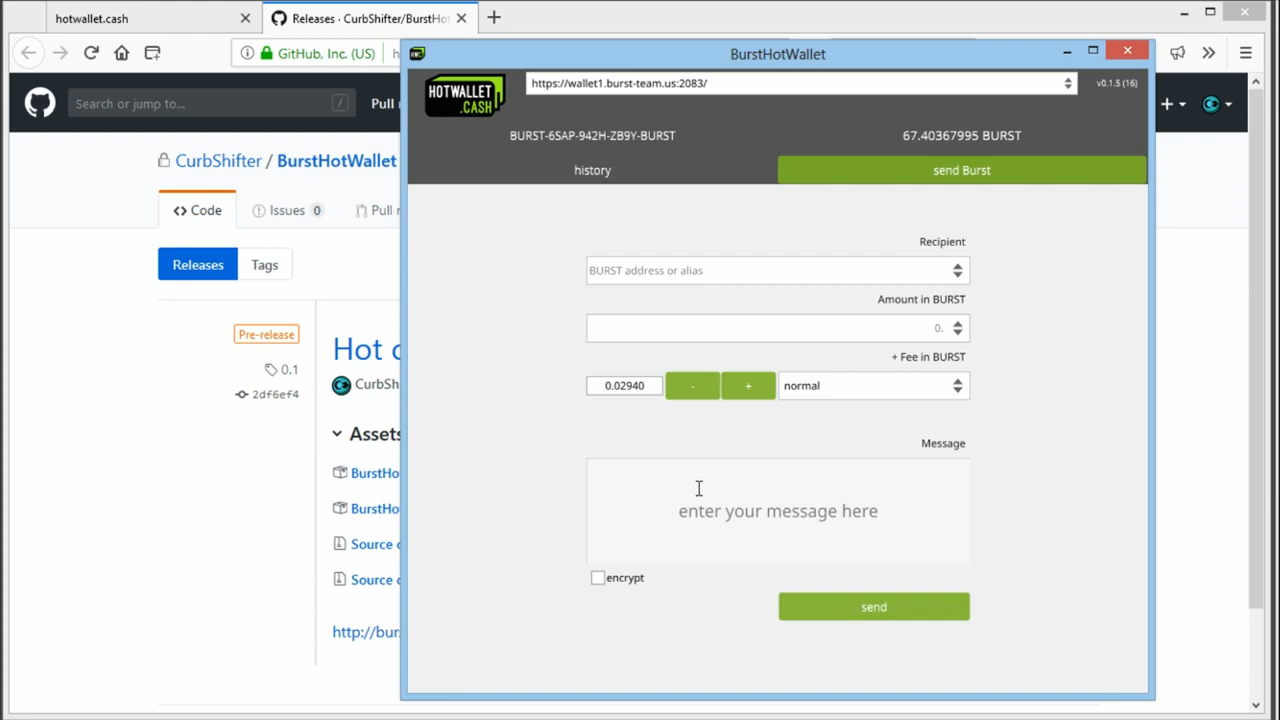 hotwallet.cash
Releases · CurbShifter/BurstHot
GitHub, Inc. (US)
BurstHotWallet
HOTWALLET
.CASH
https://wallet1.burst-team.us:2083/
v0.1.5 (16)
Search or jump to...
/
Pull
BURST-6SAP-942H-ZB9Y-BURST
67.40367995 BURST
history
send Burst
CurbShifter / BurstHotWallet
Code
Issues 0
Pull r
Releases
Tags
Pre-release
0.1
2df6ef4
Hot
CurbSh
Assets
BurstHo
BurstHo
Source
Source
http://bur
Recipient
BURST address or alias
Amount in BURST
0.
+ Fee in BURST
0.02940
-
+
normal
Message
enter your message here
encrypt
send